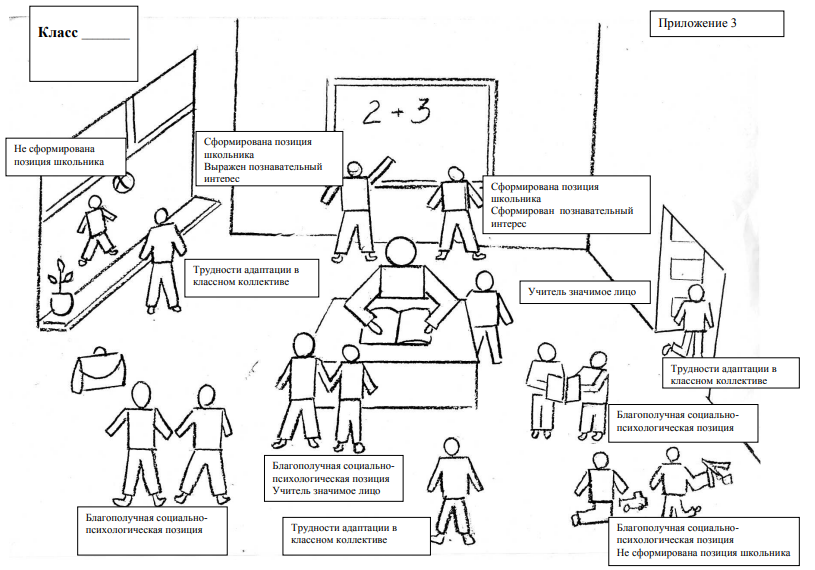 Класс _______
Приложение 3
2 + 3
Не сформирована
позиция школьника
Сформирована позиция
школьника
Выражен познавательный
интерес
Сформирована позиция
школьника
Сформирован познавательный
интерес
Трудности адаптации в
классном коллективе
Учитель значимое лицо
Трудности адаптации в
классном коллективе
Благополучная социально-
психологическая позиция
Благополучная социально-
психологическая позиция
Учитель значимое лицо
Благополучная социально-
психологическая позиция
Трудности адаптации в
классном коллективе
Благополучная социально-
психологическая позиция
Не сформирована позиция школьника